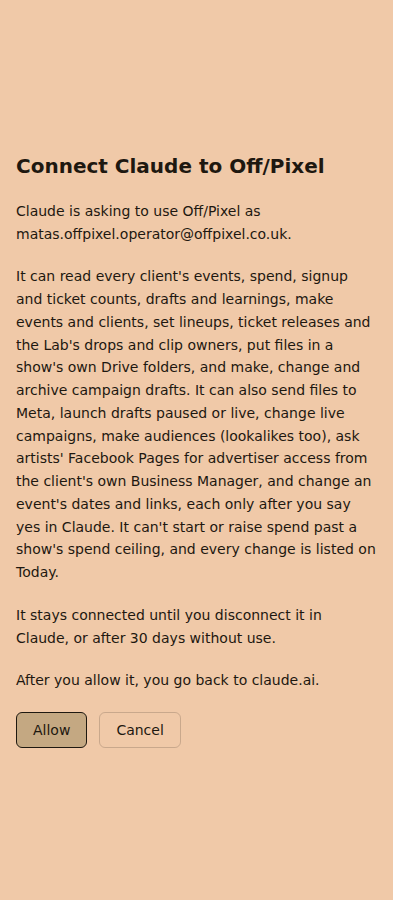 Connect Claude to Off/Pixel
Claude is asking to use Off/Pixel as
matas.offpixel.operator@offpixel.co.uk.
It can read every client's events, spend, signup
and ticket counts, drafts and learnings, make
events and clients, set lineups, ticket releases and
the Lab's drops and clip owners, put files in a
show's own Drive folders, and make, change and
archive campaign drafts. It can also send files to
Meta, launch drafts paused or live, change live
campaigns, make audiences (lookalikes too), ask
artists' Facebook Pages for advertiser access from
the client's own Business Manager, and change an
event's dates and links, each only after you say
yes in Claude. It can't start or raise spend past a
show's spend ceiling, and every change is listed on
Today.
It stays connected until you disconnect it in
Claude, or after 30 days without use.
After you allow it, you go back to claude.ai.
Allow
Cancel